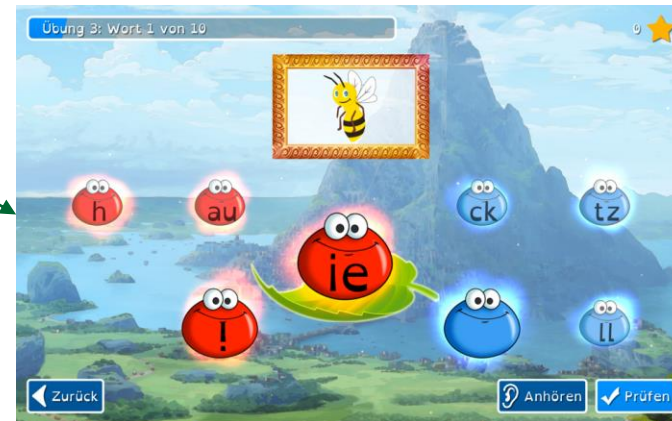 Übung 3: Wort 1 von 10
0
h
au
ck
tz
ie
!
ll
Zurück
Anhören
Prüfen